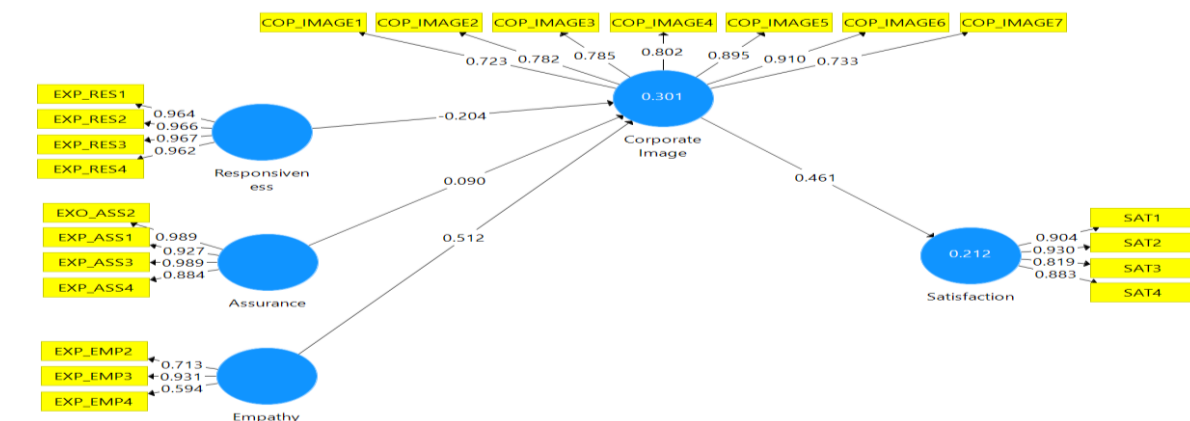 COP_IMAGE1 COP_IMAGE2 COP_IMAGE3 COP_IMAGE4 COP_IMAGE5 COP_IMAGE6 COP_IMAGE7
0.723 0.782 0.785 0.802 0.895 0.910 0.733
0.301
Corporate
Image
EXP_RES1
EXP_RES2
EXP_RES3
EXP_RES4
0.964
0.966
0.967
0.962
Responsiven
ess
-0.204
0.090
0.512
0.461
EXO_ASS2
EXP_ASS1
EXP_ASS3
EXP_ASS4
0.989
0.927
0.989
0.884
Assurance
0.212
Satisfaction
0.904
0.930
0.819
0.883
SAT1
SAT2
SAT3
SAT4
EXP_EMP2
EXP_EMP3
EXP_EMP4
0.713
0.931
0.594
Empathy